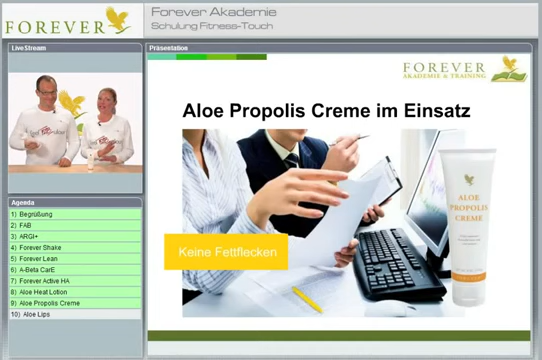 FOREVER
Forever Akademie
Schulung Fitness-Touch
LiveStream
Präsentation
FOREVER
AKADEMIE & TRAINING
Aloe Propolis Creme im Einsatz
ALOE
PROPOLIS
CREME
Keine Fettflecken
Agenda
1) Begrüßung
2) FAB
3) ARGI+
4) Forever Shake
5) Forever Lean
6) A-Beta CarE
7) Forever Active HA
8) Aloe Heat Lotion
9) Aloe Propolis Creme
10) Aloe Lips